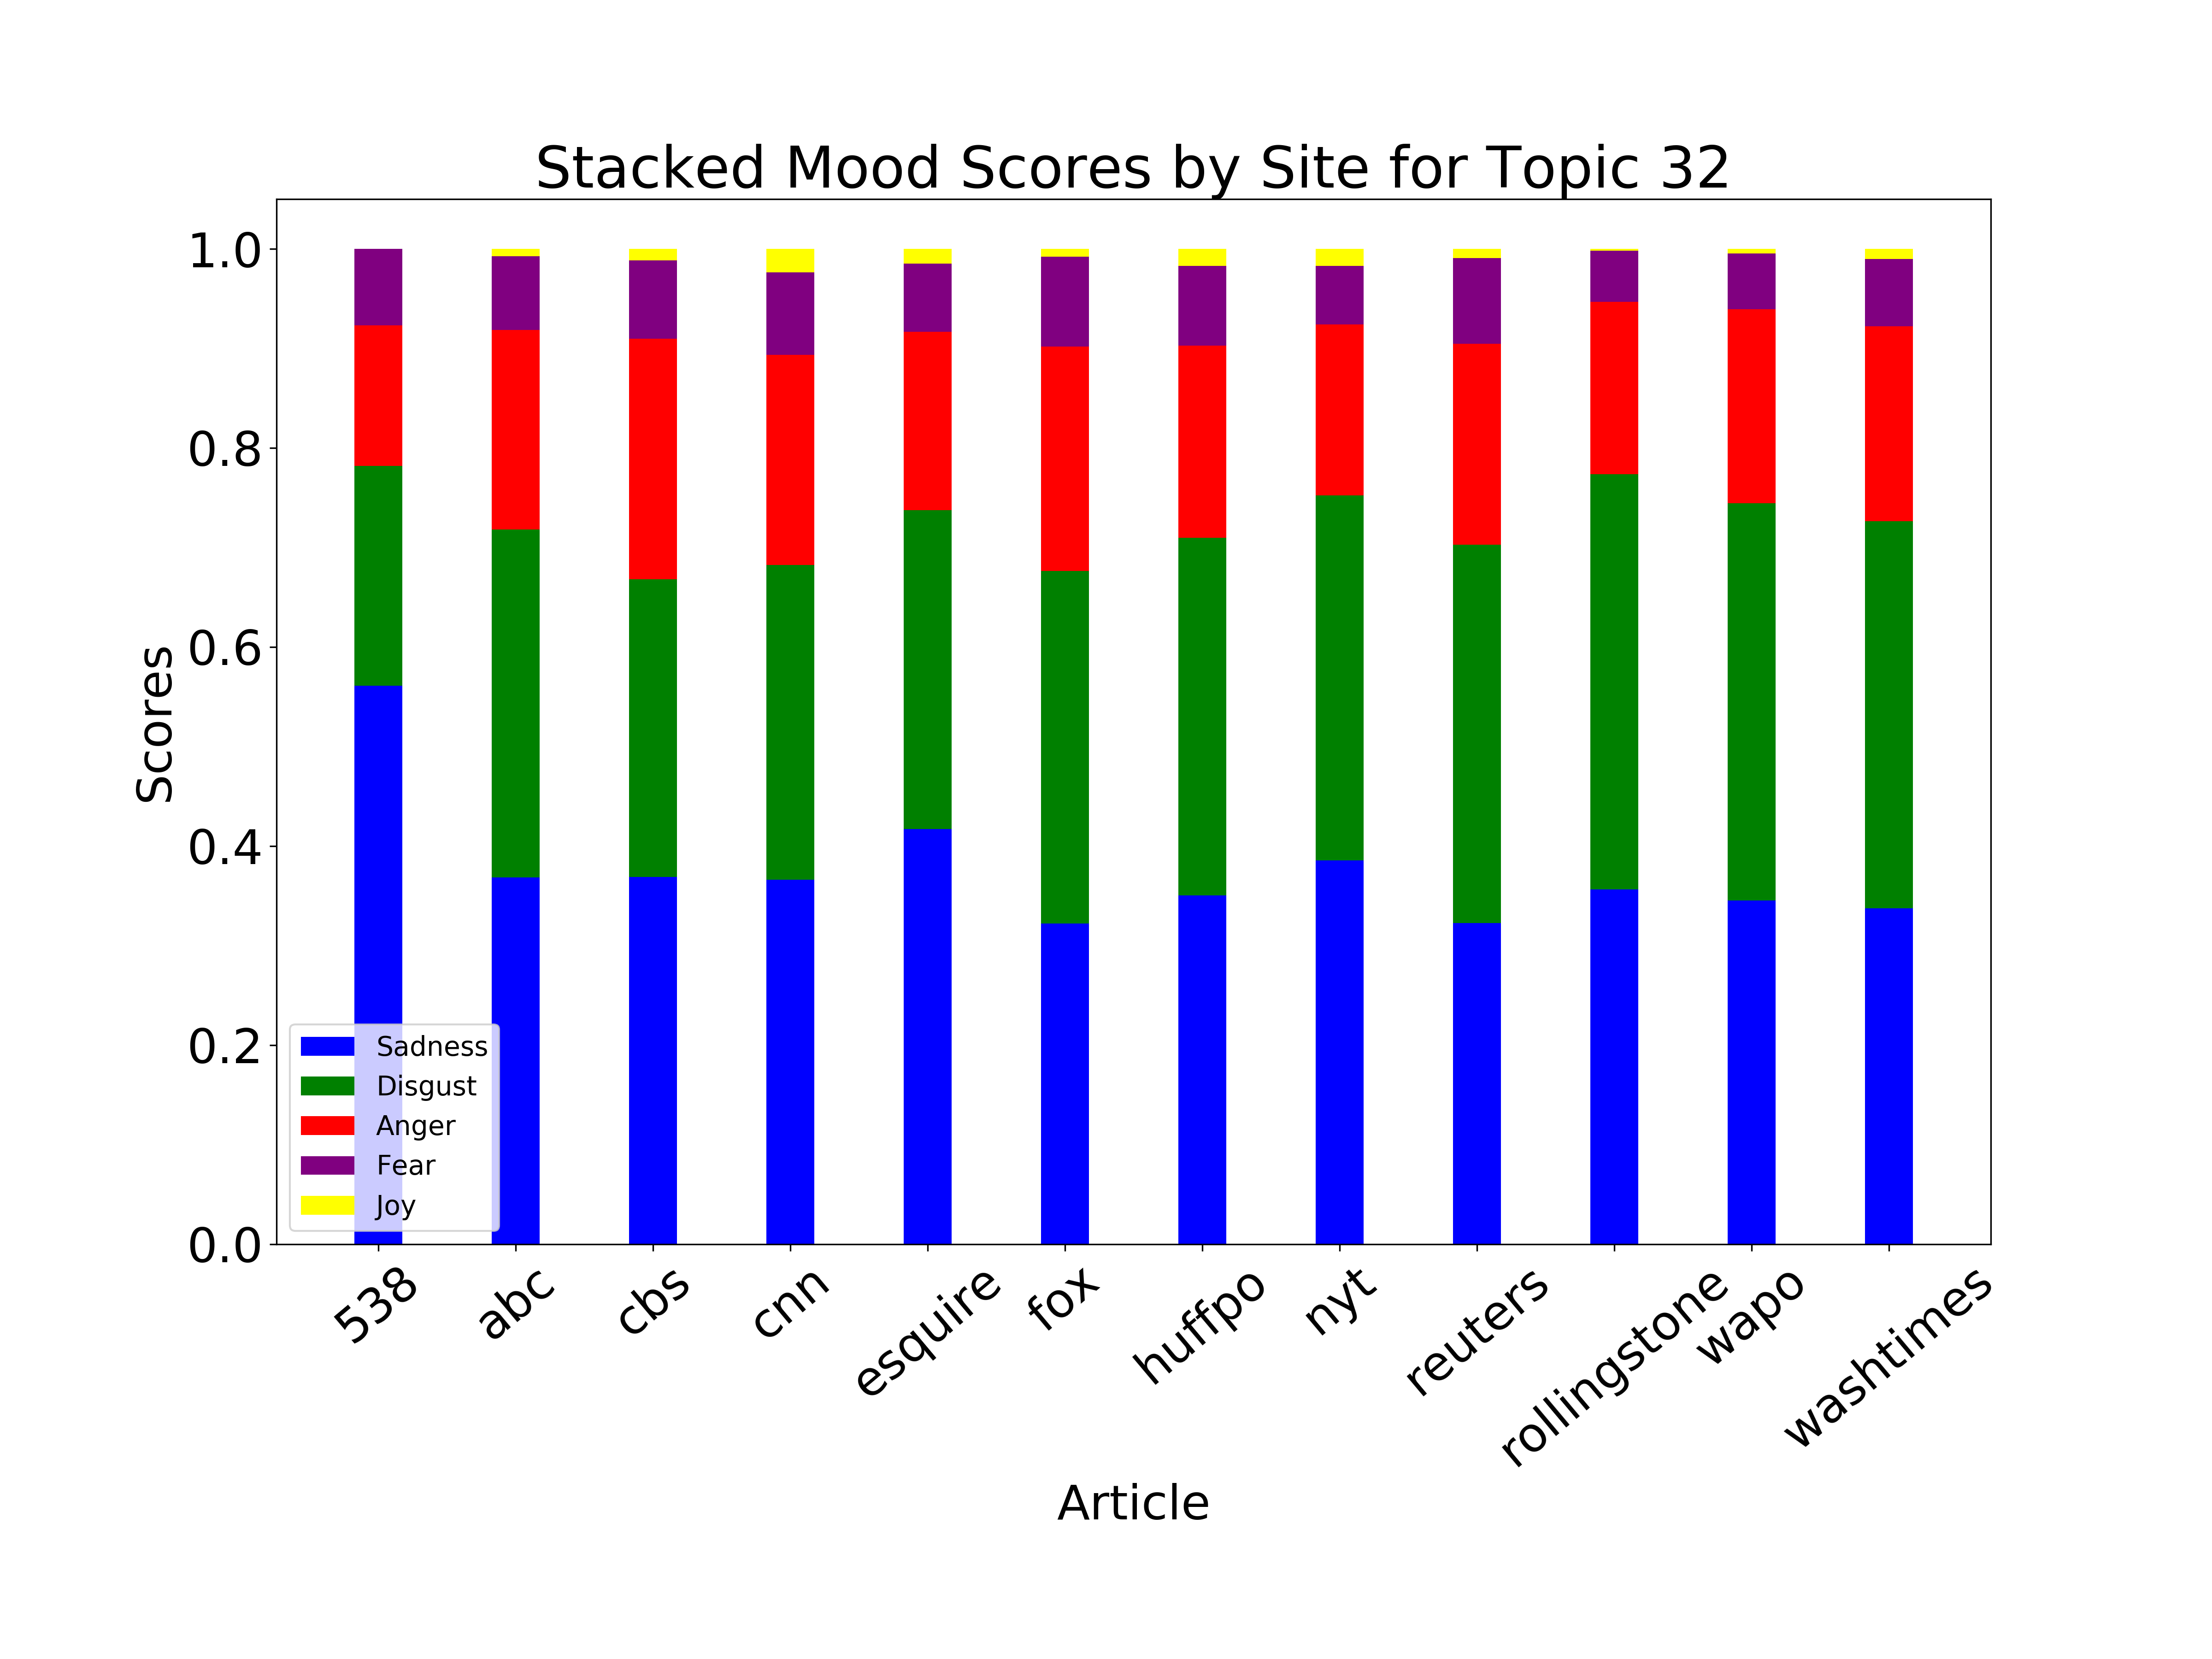 Stacked Mood Scores by Site for Topic 32
Scores
1.0
0.8
0.6
0.4
0.2
0.0
Sadness
Disgust
Anger
Fear
Joy
538
abc
cbs
cnn
esquire
fox
huffpo
nyt
reuters
rollingstone
wapo
washtimes
Article